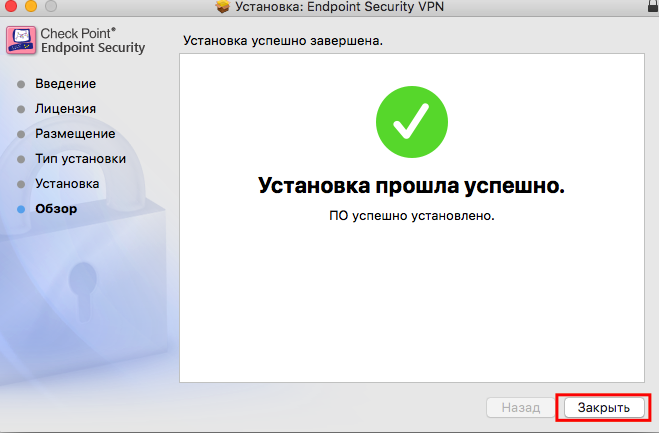 Установка: Endpoint Security VPN
Check Point®
Endpoint Security
Установка успешно завершена.
Введение
Лицензия
Размещение
Тип установки
Установка
Обзор
Установка прошла успешно.
ПО успешно установлено.
Назад
Закрыть